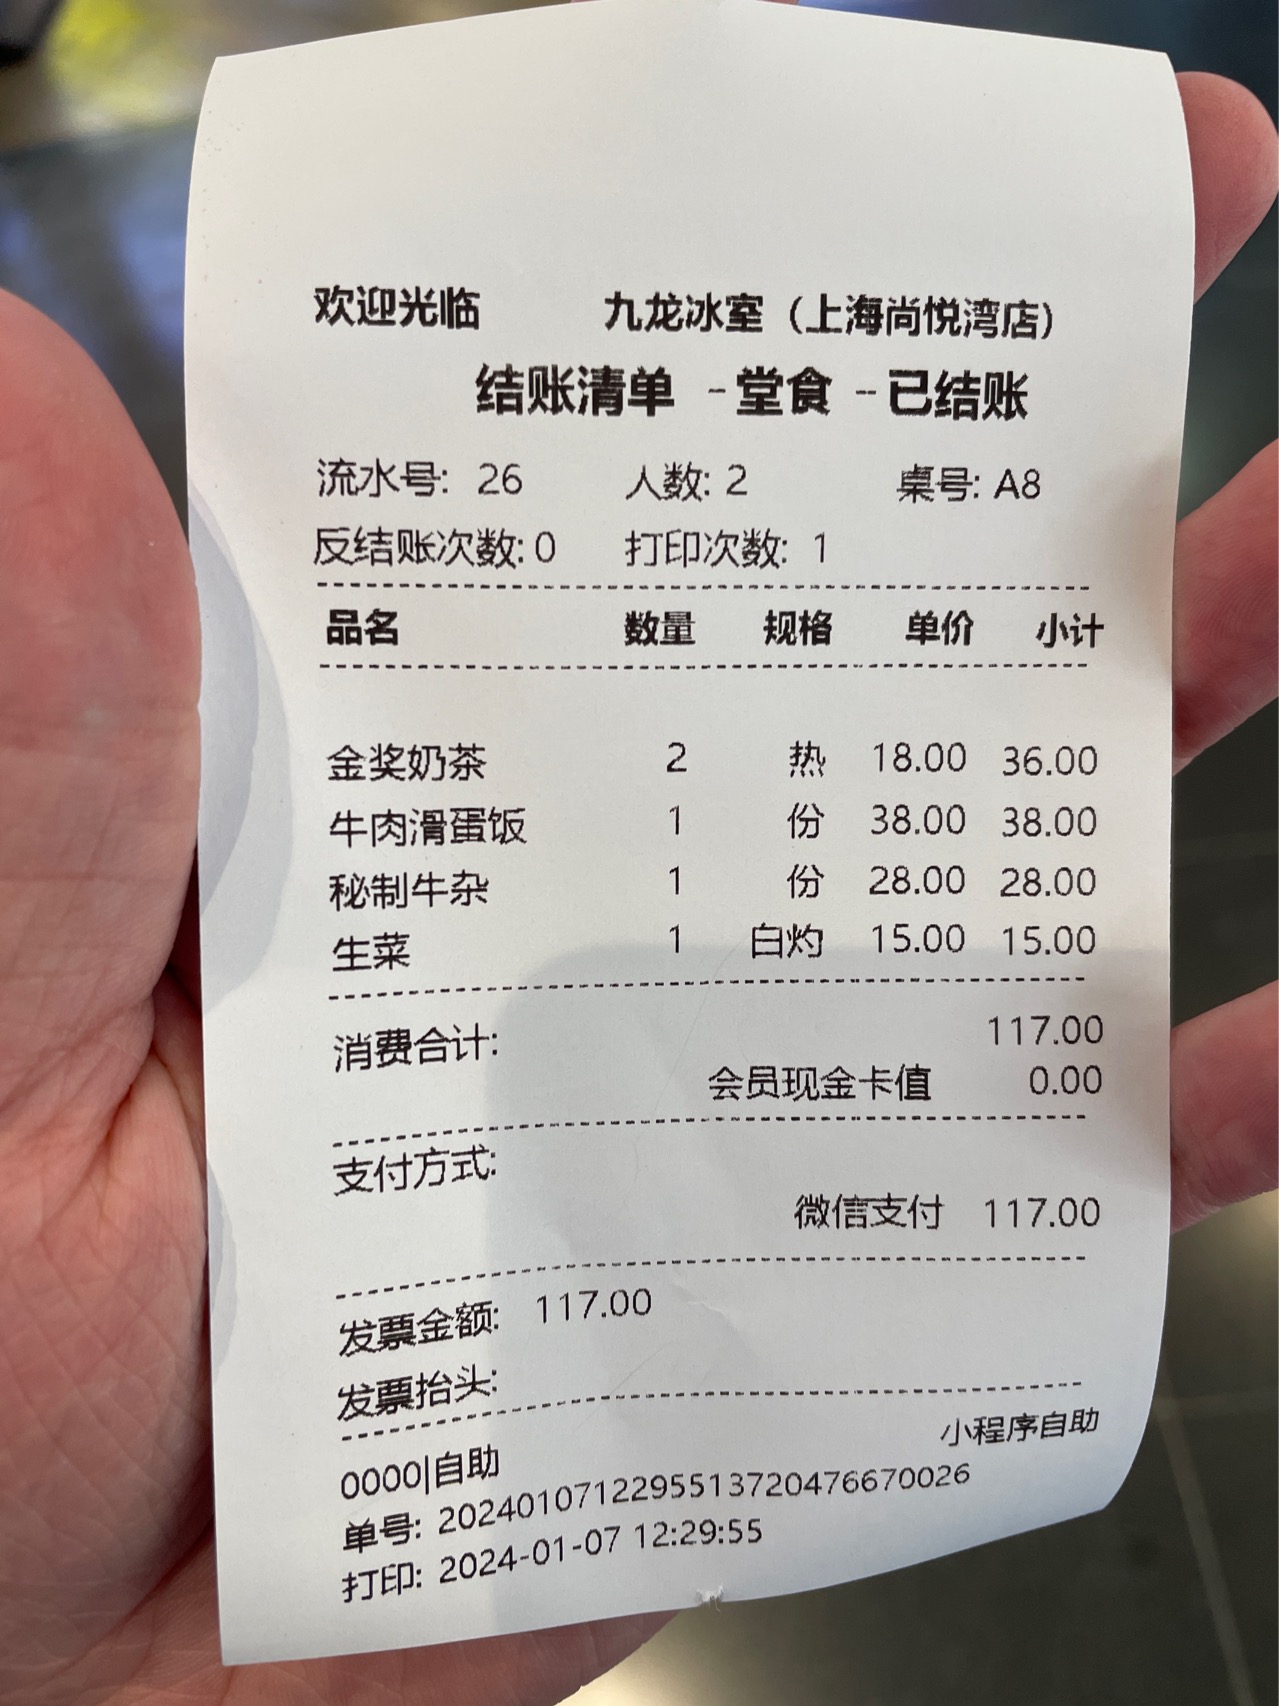 欢迎光临 九龙冰室（上海尚悦湾店）
结账清单 -堂食 -已结账
流水号: 26 人数: 2 桌号: A8
反结账次数: 0 打印次数: 1
品名 数量 规格 单价 小计
金奖奶茶 2 热 18.00 36.00
牛肉滑蛋饭 1 份 38.00 38.00
秘制牛杂 1 份 28.00 28.00
生菜 1 白灼 15.00 15.00
消费合计: 117.00
会员现金卡值 0.00
支付方式:
微信支付 117.00
发票金额: 117.00
发票抬头:
0000|自助 小程序自助
单号: 2024010712295513720476670026
打印: 2024-01-07 12:29:55